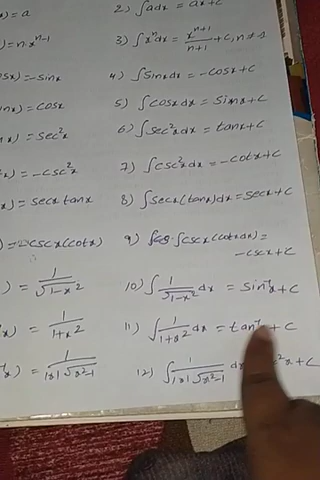 x) = a
2) ∫adx = ax+c
x^n) = n·x^(n-1)
3) ∫x^n dx = x^(n+1)/(n+1) + c, n≠-1
cosx) = -sinx
4) ∫sinx dx = -cosx+c
inx) = cosx
5) ∫cosx dx = sinx+c
x) = sec²x
6) ∫sec²x dx = tanx+c
x) = -csc²x
7) ∫csc²x dx = -cotx+c
x) = secx tanx
8) ∫secx(tanx)dx = secx+c
) = -cscx(cotx)
9) ∫cscx(cotx dx) =
-cscx+c
) = 1/√(1-x²)
10) ∫ 1/√(1-x²) dx = sin⁻¹x+c
x) = 1/(1+x²)
11) ∫ 1/(1+x²) dx = tan⁻¹ + c
x) = 1/(|x|√(x²-1))
12) ∫ 1/(|x|√(x²-1)) d x + c